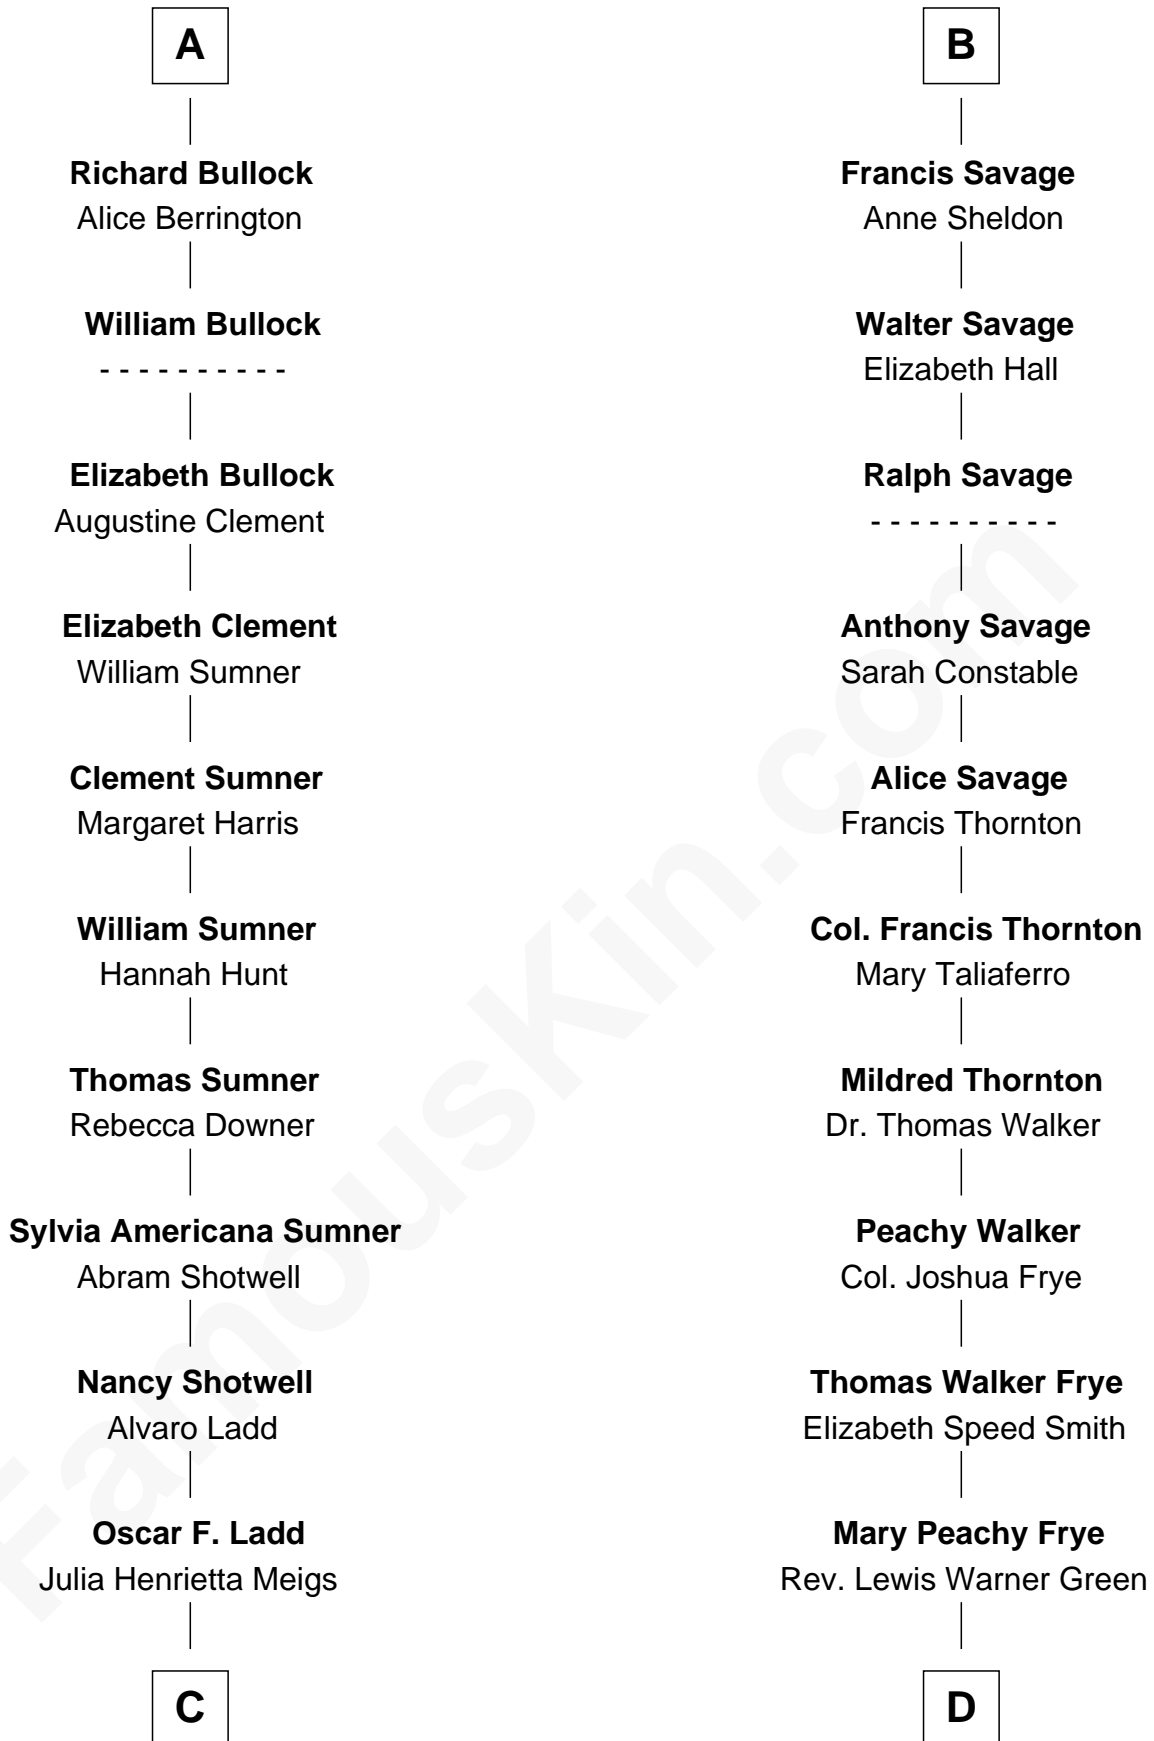 A
Richard Bullock
Alice Berrington
William Bullock
- - - - - - - - - -
Elizabeth Bullock
Augustine Clement
Elizabeth Clement
William Sumner
Clement Sumner
Margaret Harris
William Sumner
Hannah Hunt
Thomas Sumner
Rebecca Downer
Sylvia Americana Sumner
Abram Shotwell
Nancy Shotwell
Alvaro Ladd
Oscar F. Ladd
Julia Henrietta Meigs
C
B
Francis Savage
Anne Sheldon
Walter Savage
Elizabeth Hall
Ralph Savage
- - - - - - - - - -
Anthony Savage
Sarah Constable
Alice Savage
Francis Thornton
Col. Francis Thornton
Mary Taliaferro
Mildred Thornton
Dr. Thomas Walker
Peachy Walker
Col. Joshua Frye
Thomas Walker Frye
Elizabeth Speed Smith
Mary Peachy Frye
Rev. Lewis Warner Green
D
FamousKin.com